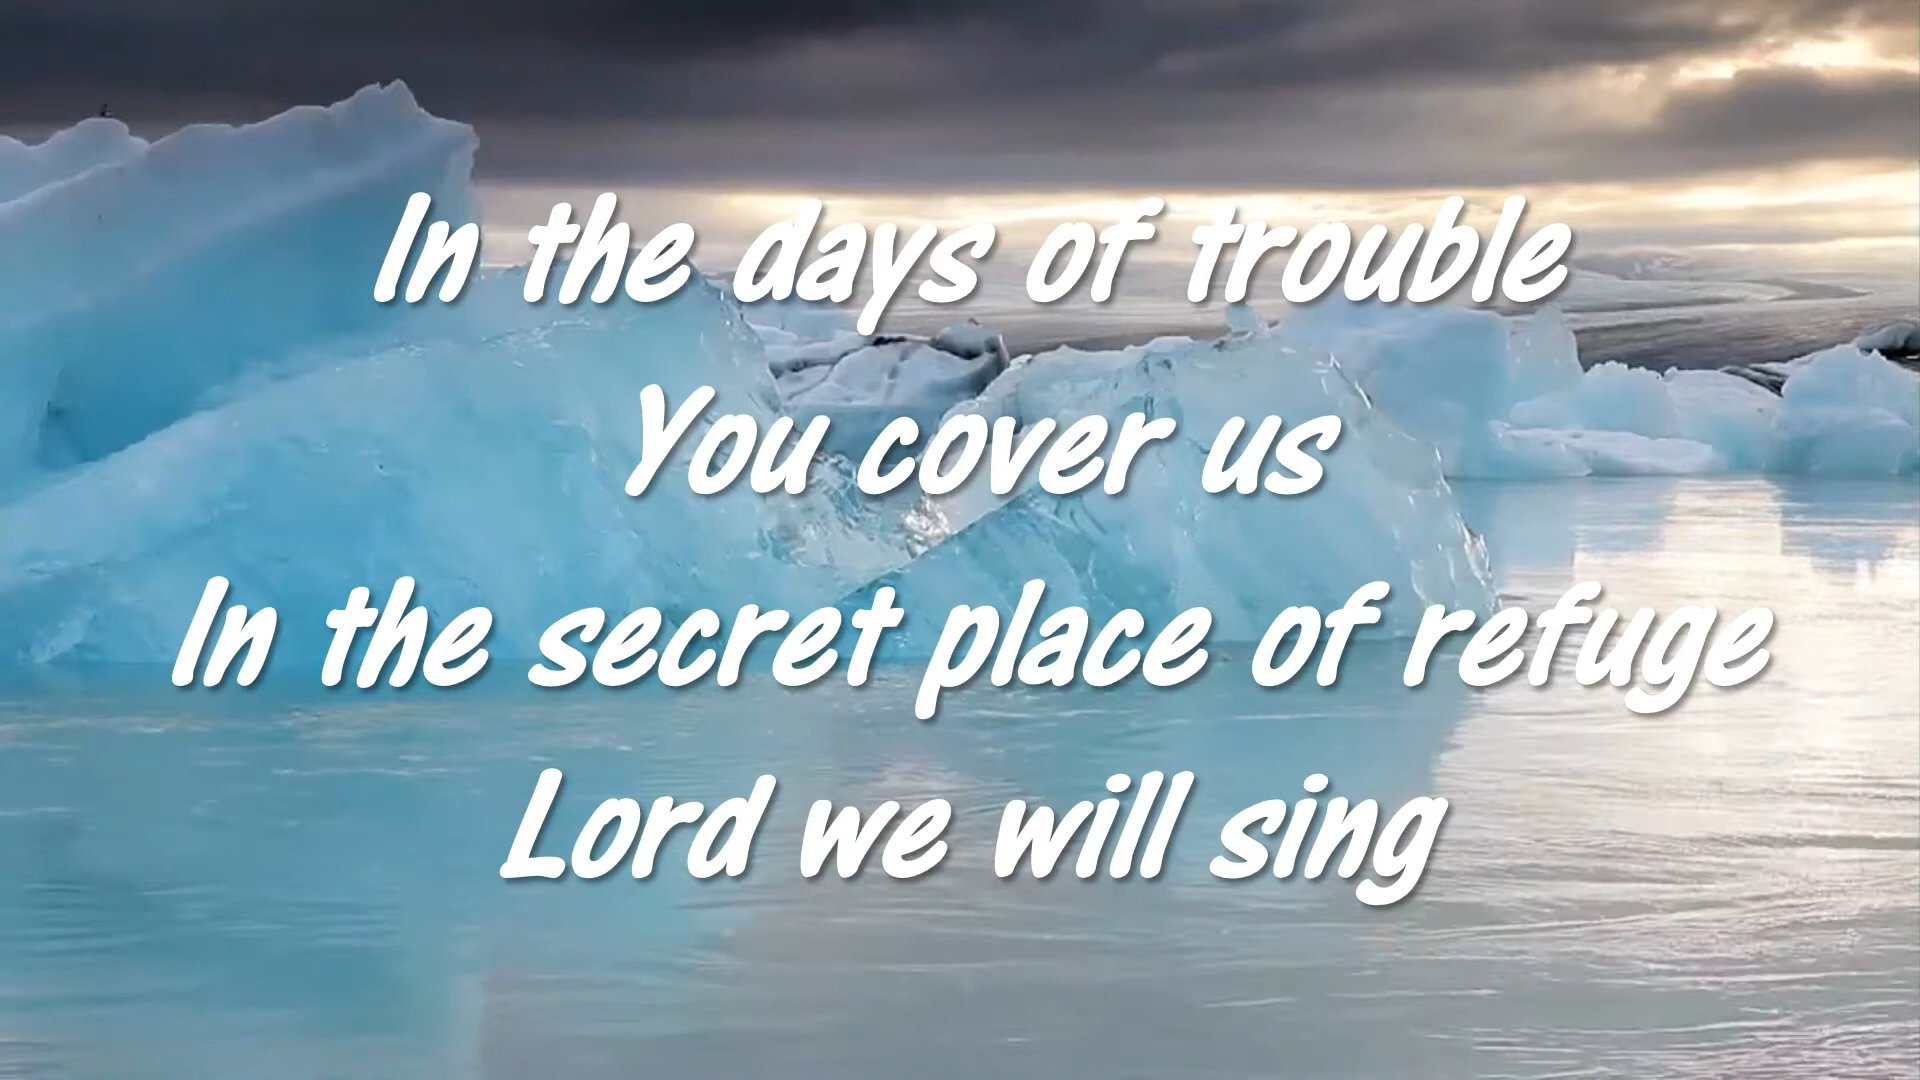 In the days of trouble
You cover us
In the secret place of refuge
Lord we will sing